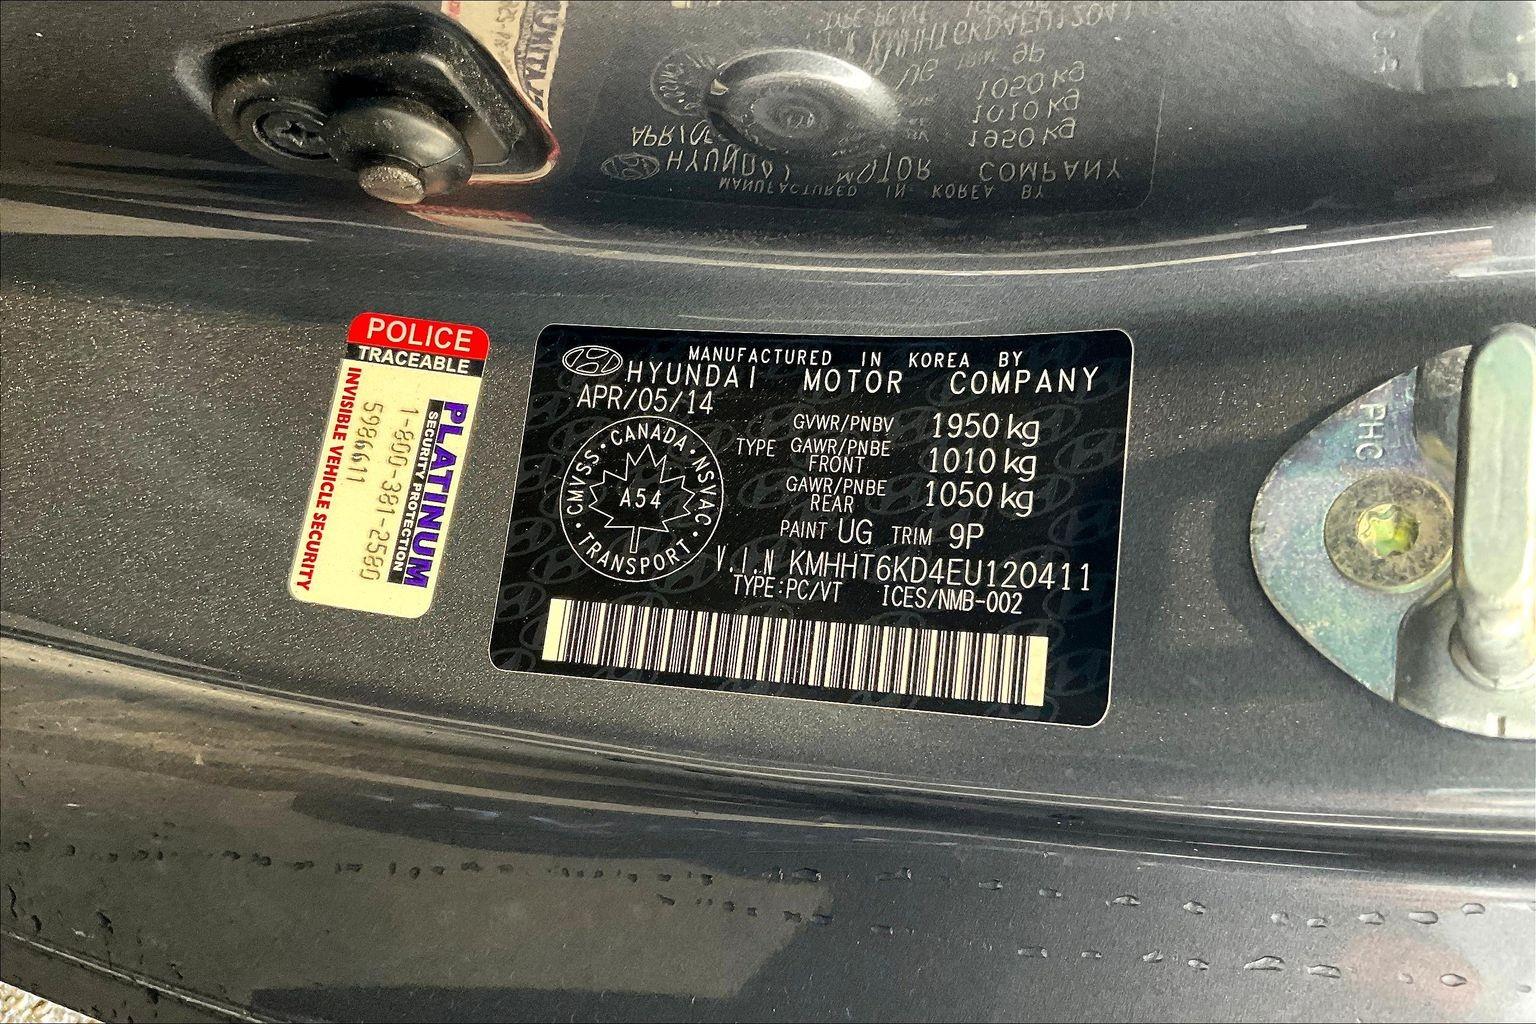 POLICE
TRACEABLE
PLATINUM
SECURITY PROTECTION
1-800-381-2580
5986611
INVISIBLE VEHICLE SECURITY
MANUFACTURED IN KOREA BY
HYUNDAI MOTOR COMPANY
APR/05/14
GVWR/PNBV 1950 kg
TYPE GAWR/PNBE FRONT 1010 kg
GAWR/PNBE REAR 1050 kg
CANADA · NSVAC · TRANSPORT · CMVSS
A54
PAINT UG TRIM 9P
V.I.N KMHHT6KD4EU120411
TYPE:PC/VT ICES/NMB-002
PHC